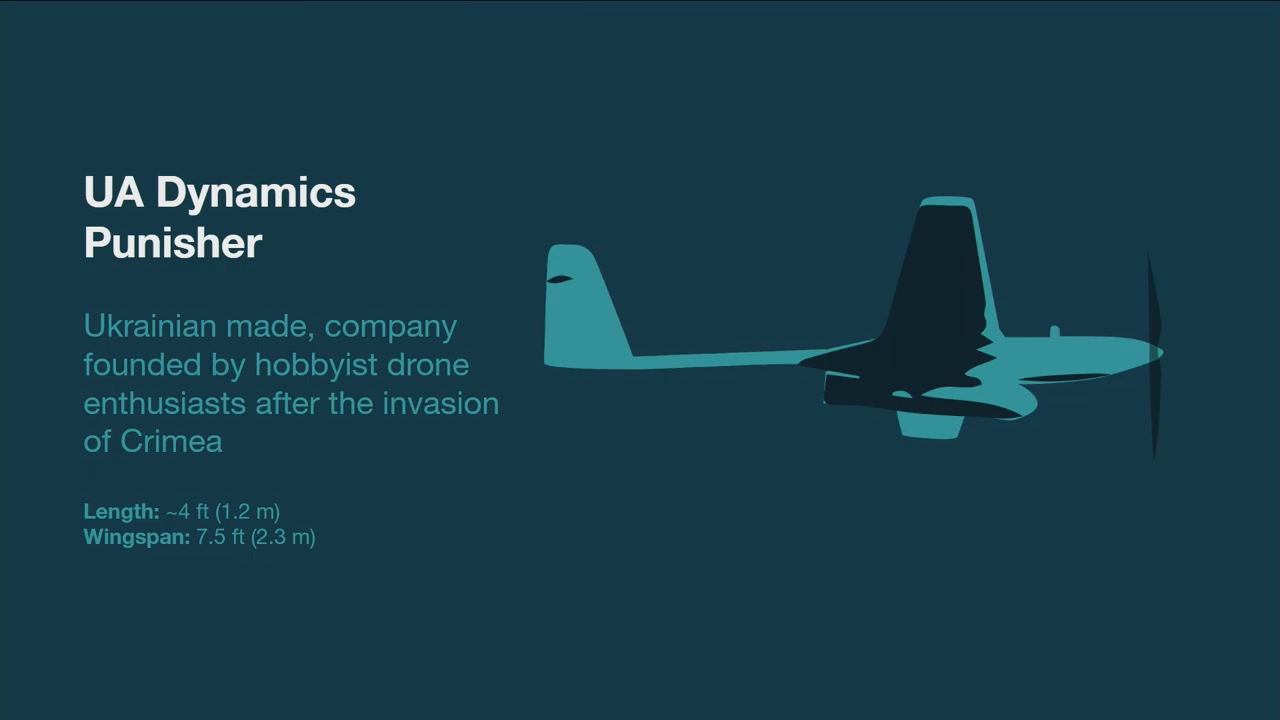 UA Dynamics
Punisher
Ukrainian made, company
founded by hobbyist drone
enthusiasts after the invasion
of Crimea
Length: ~4 ft (1.2 m)
Wingspan: 7.5 ft (2.3 m)